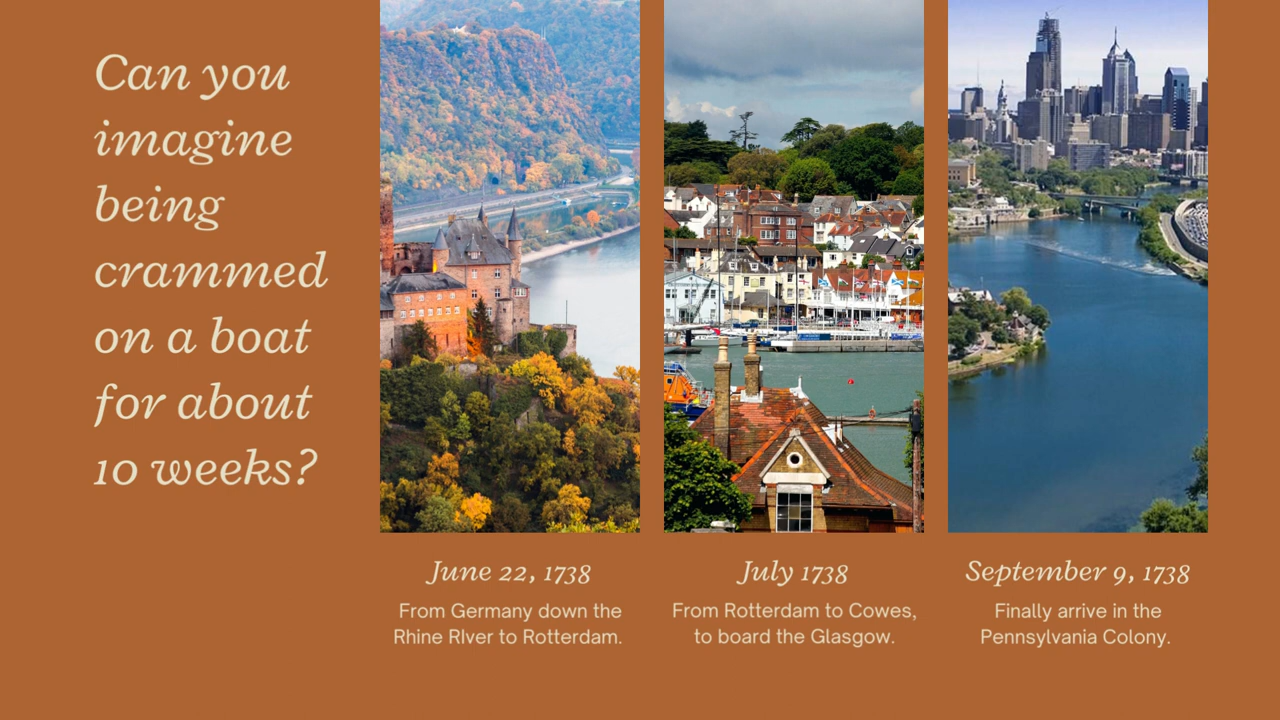 Can you
imagine
being
crammed
on a boat
for about
10 weeks?
June 22, 1738
From Germany down the
Rhine RIver to Rotterdam.
July 1738
From Rotterdam to Cowes,
to board the Glasgow.
September 9, 1738
Finally arrive in the
Pennsylvania Colony.